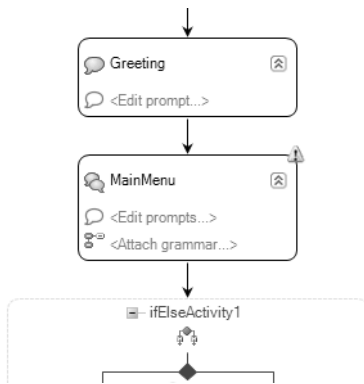 Greeting
<Edit prompt...>
MainMenu
<Edit prompts...>
<Attach grammar...>
ifElseActivity1